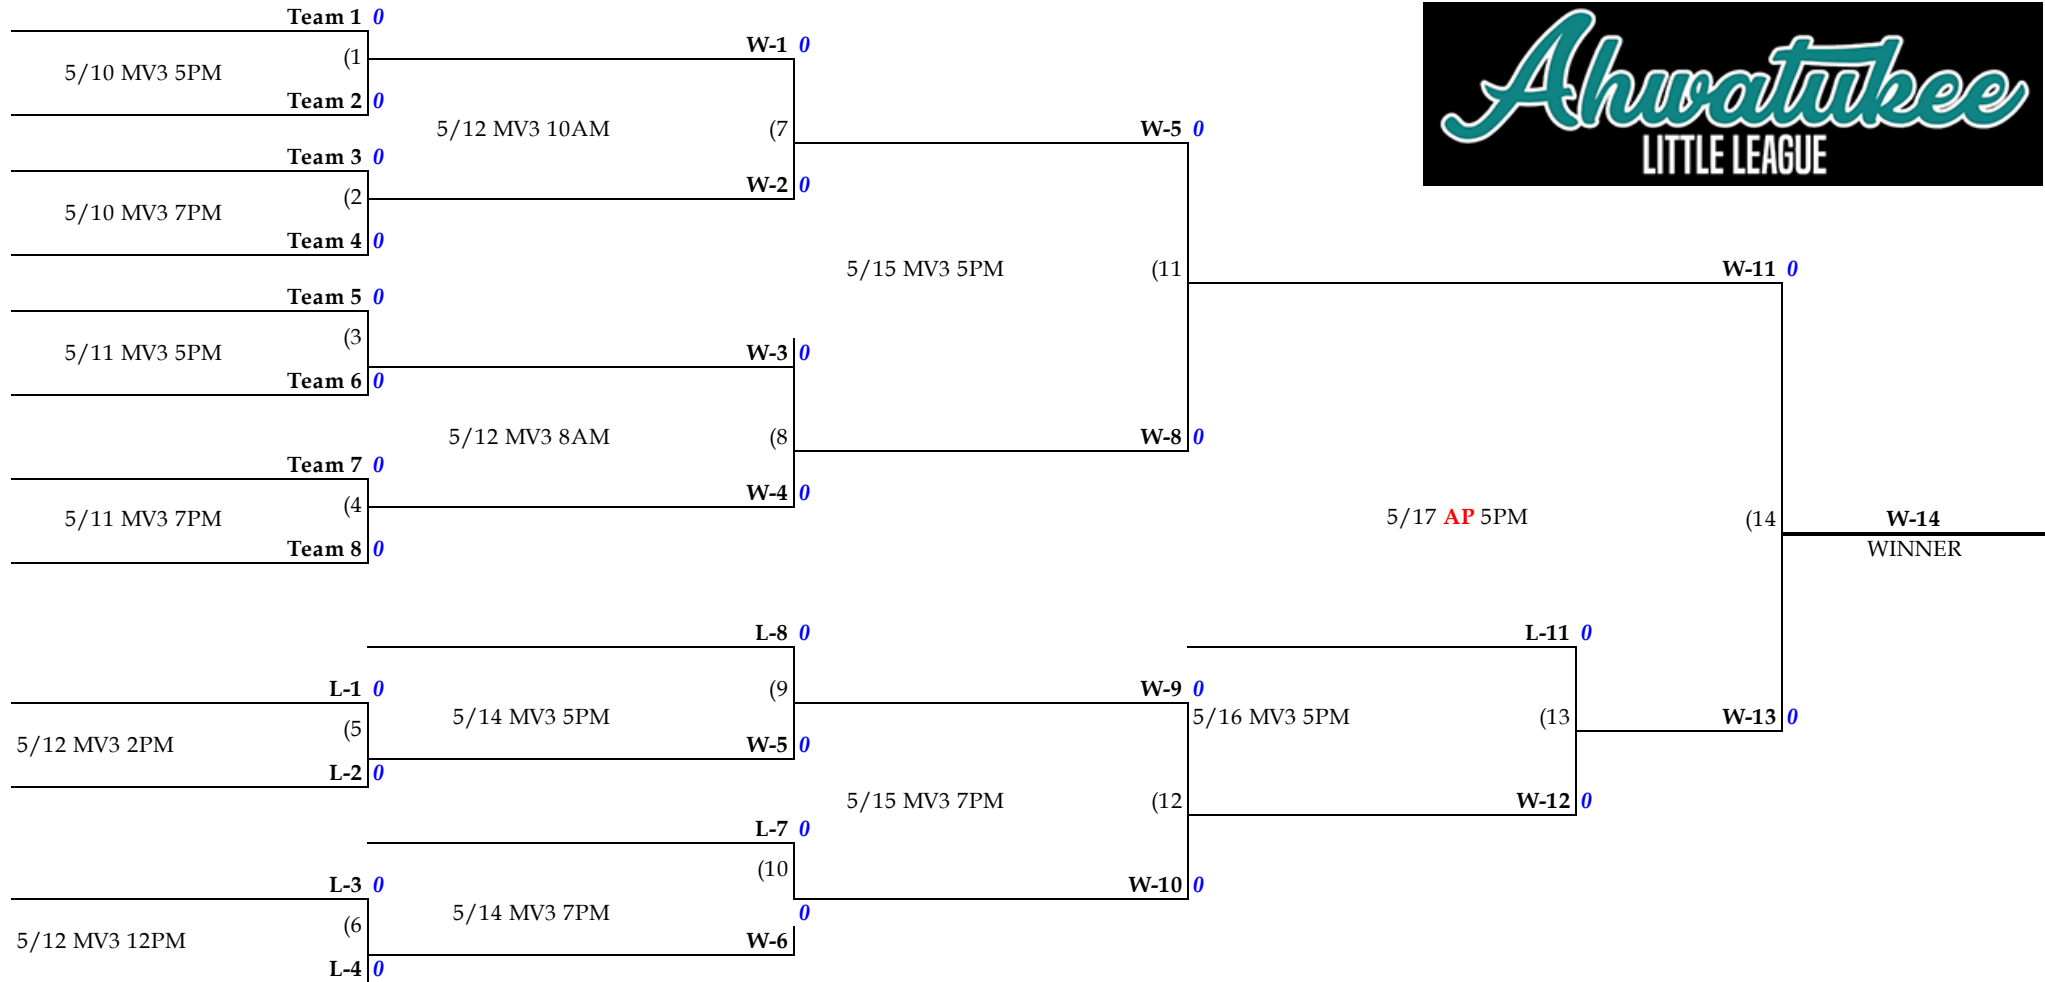 Team 1 0
(1
5/10 MV3 5PM
Team 2 0
Team 3 0
(2
5/10 MV3 7PM
Team 4 0
Team 5 0
(3
5/11 MV3 5PM
Team 6 0
Team 7 0
(4
5/11 MV3 7PM
Team 8 0
L-1 0
(5
5/12 MV3 2PM
L-2 0
L-3 0
(6
5/12 MV3 12PM
L-4 0
W-1 0
5/12 MV3 10AM (7
W-2 0
W-3 0
5/12 MV3 8AM (8
W-4 0
L-8 0
(9
5/14 MV3 5PM
W-5 0
L-7 0
(10
5/14 MV3 7PM
0
W-6
W-5 0
5/15 MV3 5PM (11
W-8 0
W-9 0
5/15 MV3 7PM (12
W-10 0
L-11 0
5/16 MV3 5PM (13
W-12 0
Ahwatukee
LITTLE LEAGUE
W-11 0
5/17 AP 5PM (14
W-13 0
W-14
WINNER